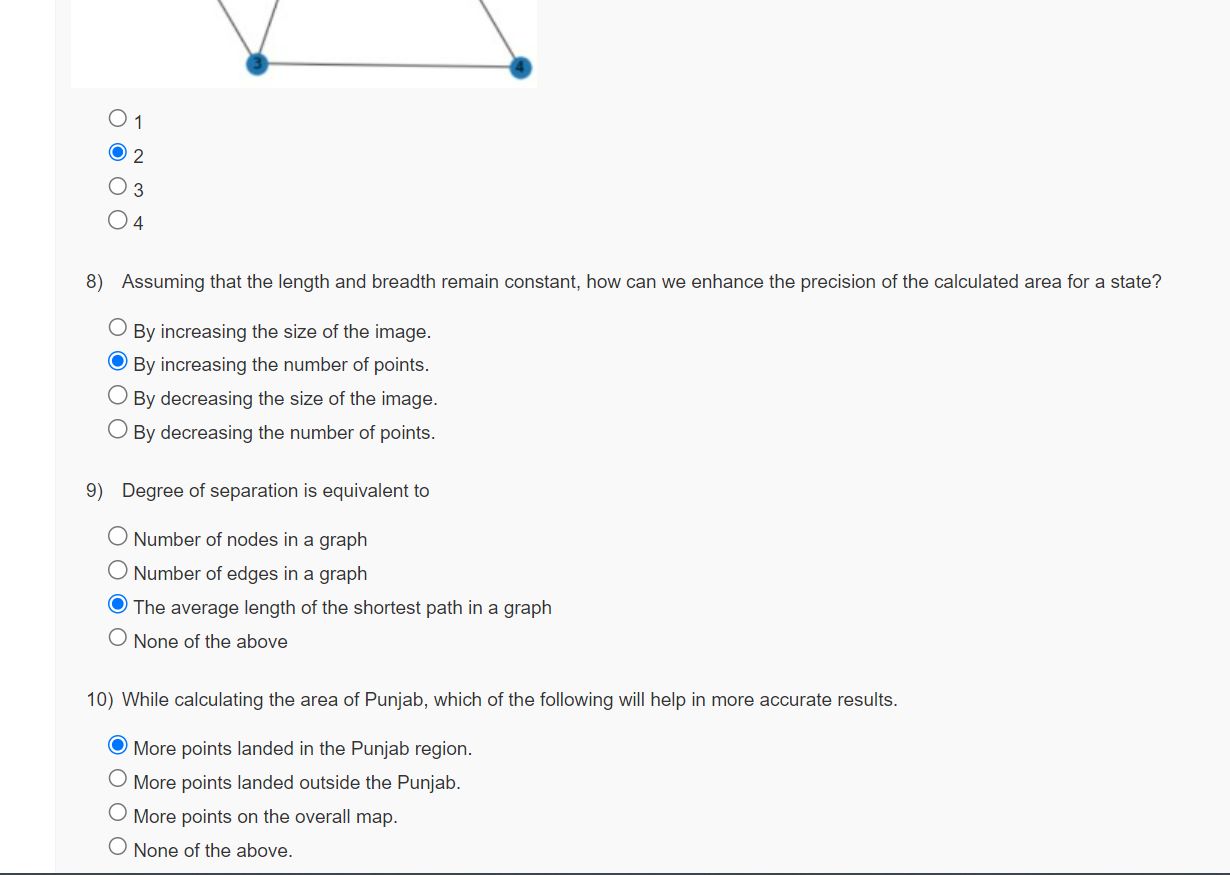 3
4
1
2
3
4
8) Assuming that the length and breadth remain constant, how can we enhance the precision of the calculated area for a state?
By increasing the size of the image.
By increasing the number of points.
By decreasing the size of the image.
By decreasing the number of points.
9) Degree of separation is equivalent to
Number of nodes in a graph
Number of edges in a graph
The average length of the shortest path in a graph
None of the above
10) While calculating the area of Punjab, which of the following will help in more accurate results.
More points landed in the Punjab region.
More points landed outside the Punjab.
More points on the overall map.
None of the above.